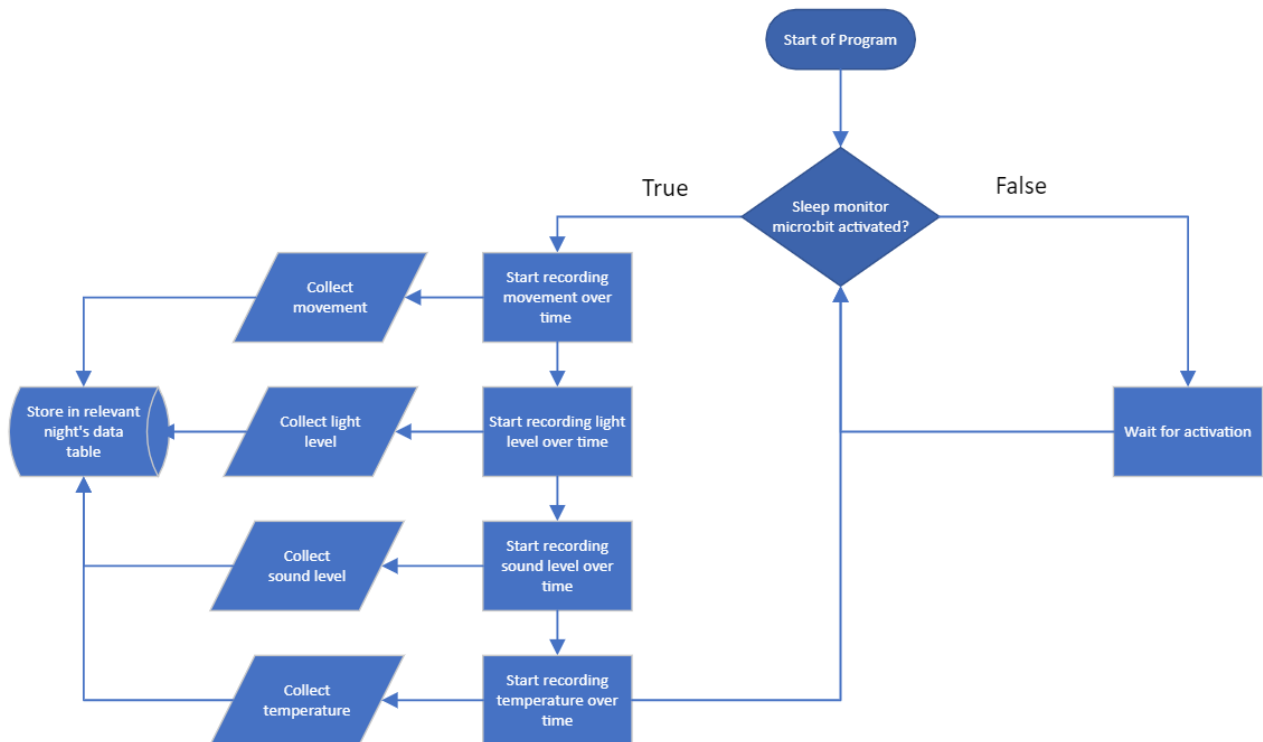 Start of Program
True
False
Sleep monitor
micro:bit activated?
Collect
movement
Start recording
movement over
time
Store in relevant
night's data
table
Collect light
level
Start recording light
level over time
Wait for activation
Collect
sound level
Start recording
sound level over
time
Collect
temperature
Start recording
temperature over
time